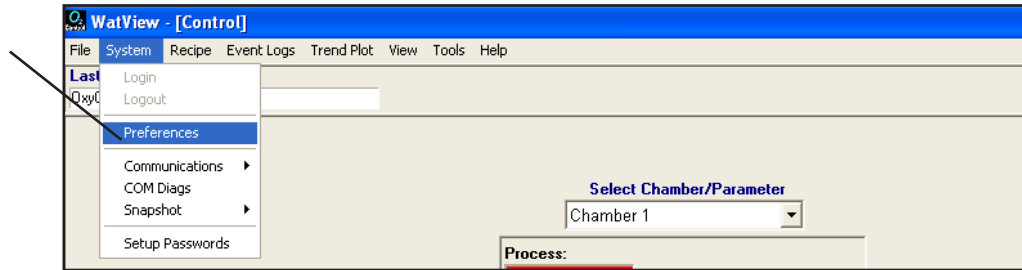 WatView - [Control]
File System Recipe Event Logs Trend Plot View Tools Help
Login
Logout
Preferences
Communications
COM Diags
Snapshot
Setup Passwords
Select Chamber/Parameter
Chamber 1
Process: